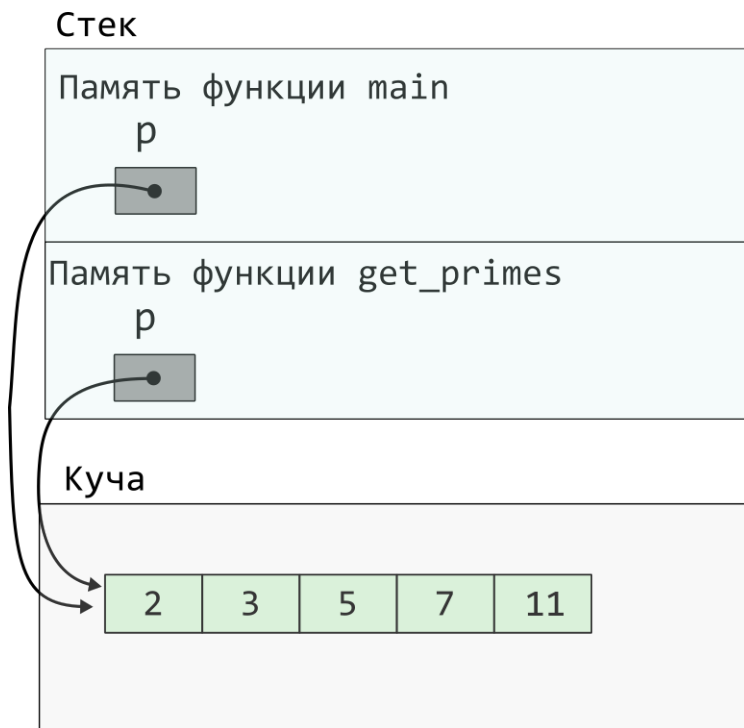 Стек
Память функции main
p
Память функции get_primes
p
Куча
2 3 5 7 11